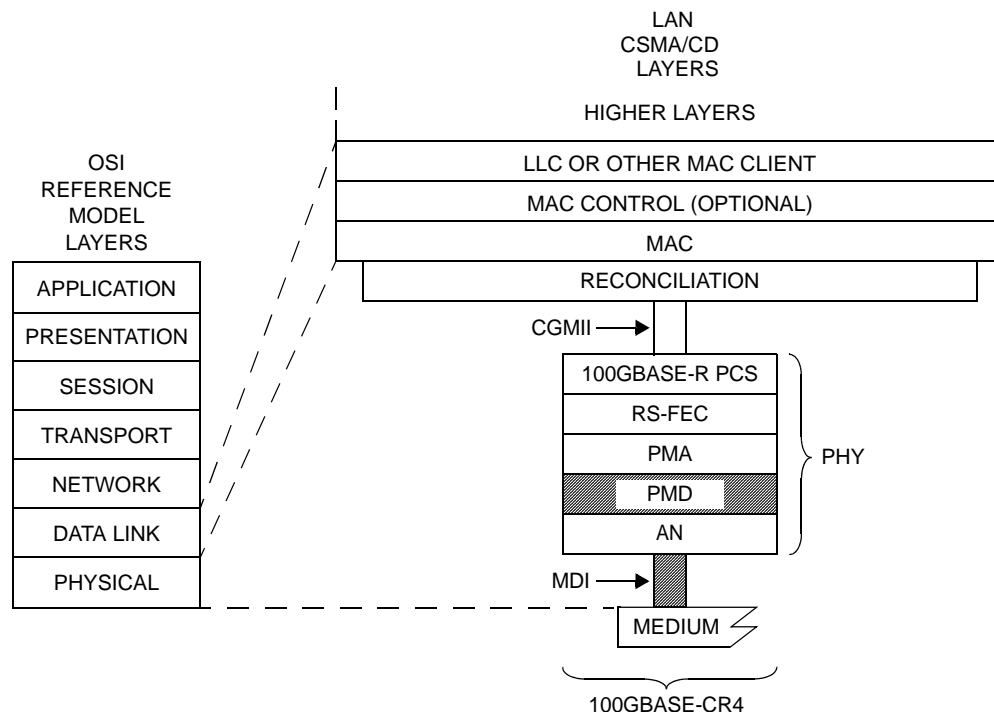 LAN
CSMA/CD
LAYERS
HIGHER LAYERS
OSI
REFERENCE
MODEL
LAYERS
LLC OR OTHER MAC CLIENT
MAC CONTROL (OPTIONAL)
MAC
RECONCILIATION
APPLICATION
PRESENTATION
SESSION
TRANSPORT
NETWORK
DATA LINK
PHYSICAL
CGMII
100GBASE-R PCS
RS-FEC
PMA
PMD
AN
PHY
MDI
MEDIUM
100GBASE-CR4